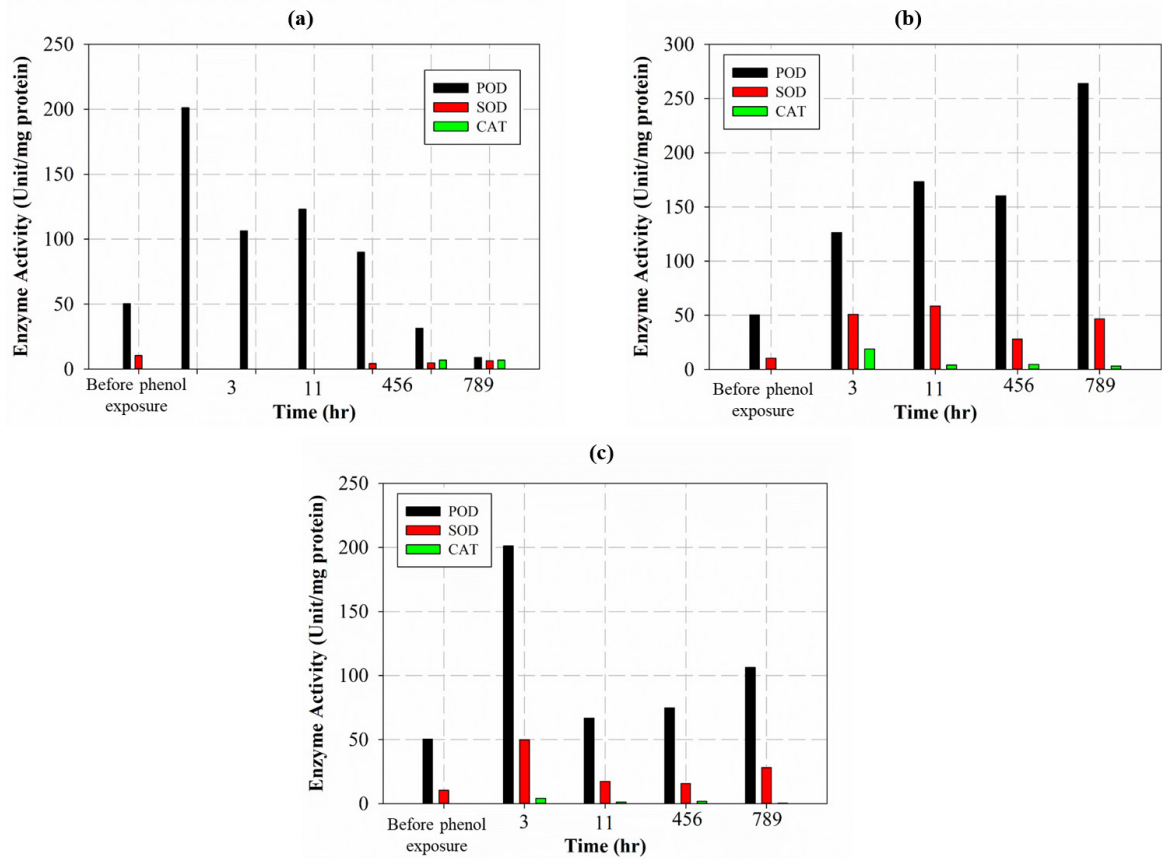 (a)
Enzyme Activity (Unit/mg protein)
250
200
150
100
50
0
POD
SOD
CAT
Before phenol
exposure
3
11
456
789
Time (hr)
(b)
Enzyme Activity (Unit/mg protein)
300
250
200
150
100
50
0
POD
SOD
CAT
Before phenol
exposure
3
11
456
789
Time (hr)
(c)
Enzyme Activity (Unit/mg protein)
250
200
150
100
50
0
POD
SOD
CAT
Before phenol
exposure
3
11
456
789
Time (hr)